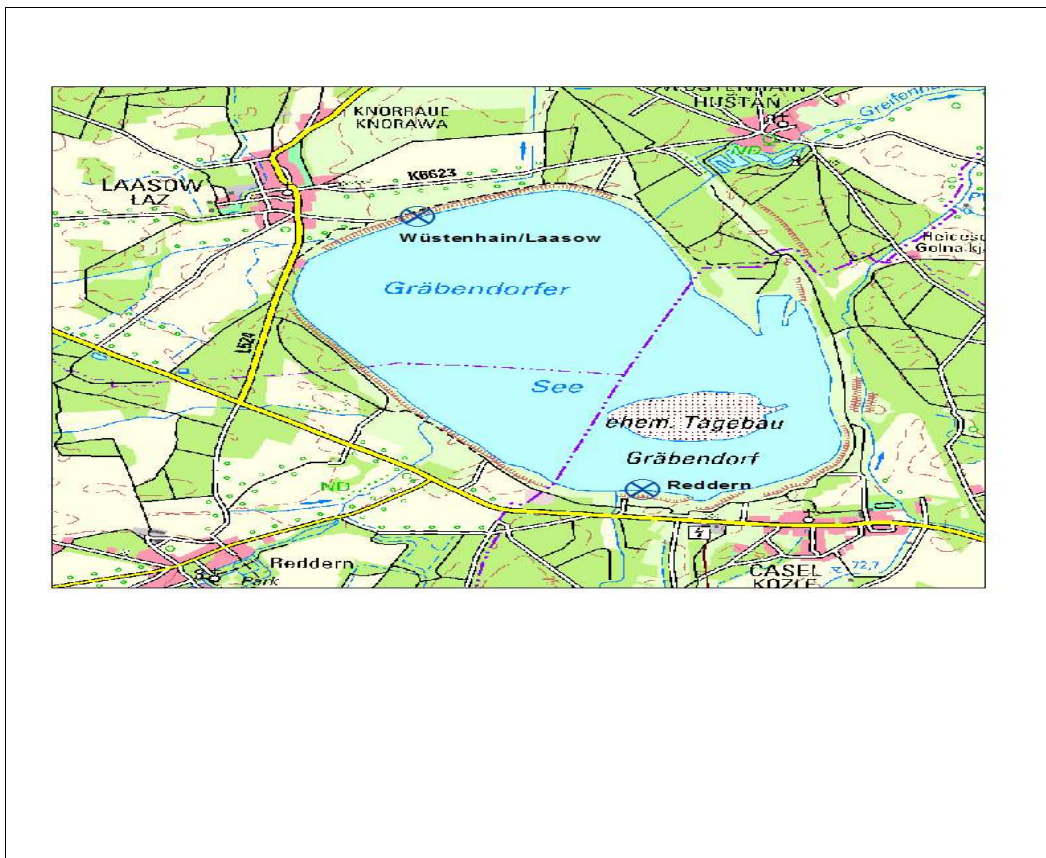 WÜSTENHAIN
HUSTAŃ
Greifenha
KNORRAUE
KNORAWA
ND
LAASOW
ŁAZ
K6623
Wüstenhain/Laasow
Gräbendorfer
L524
See
ehem. Tagebau
Gräbendorf
Reddern
ND
Reddern
Park
CASEL
KOZLE
72,7